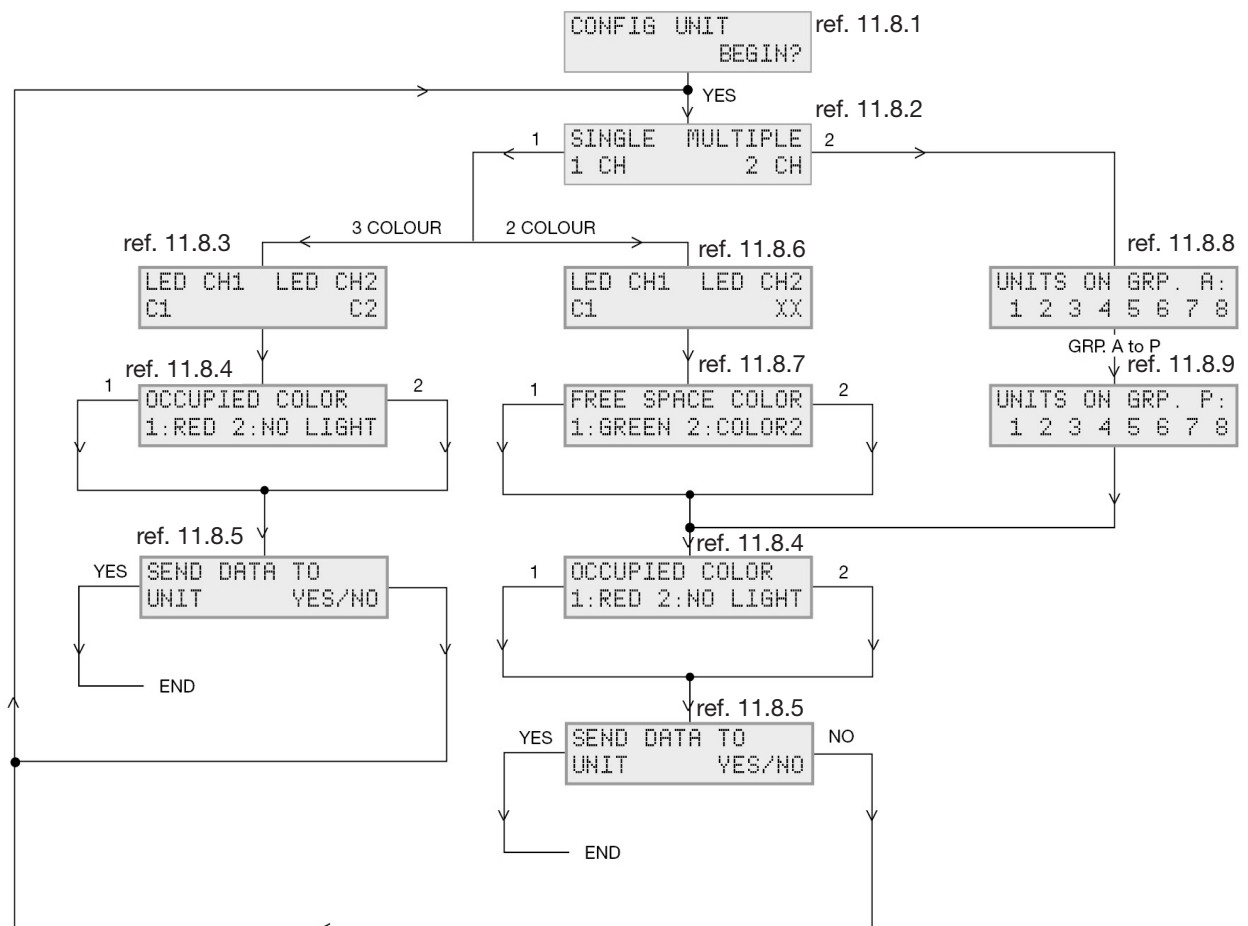 CONFIG UNIT
BEGIN?
ref. 11.8.1
YES
ref. 11.8.2
1
SINGLE MULTIPLE
1 CH 2 CH
2
3 COLOUR
2 COLOUR
ref. 11.8.3
LED CH1 LED CH2
C1 C2
ref. 11.8.6
LED CH1 LED CH2
C1 XX
ref. 11.8.8
UNITS ON GRP. A:
1 2 3 4 5 6 7 8
GRP. A to P
ref. 11.8.4
1
OCCUPIED COLOR
1:RED 2:NO LIGHT
2
ref. 11.8.7
1
FREE SPACE COLOR
1:GREEN 2:COLOR2
2
ref. 11.8.9
UNITS ON GRP. P:
1 2 3 4 5 6 7 8
ref. 11.8.5
YES
SEND DATA TO
UNIT YES/NO
END
ref. 11.8.4
1
OCCUPIED COLOR
1:RED 2:NO LIGHT
2
ref. 11.8.5
YES
SEND DATA TO
UNIT YES/NO
NO
END